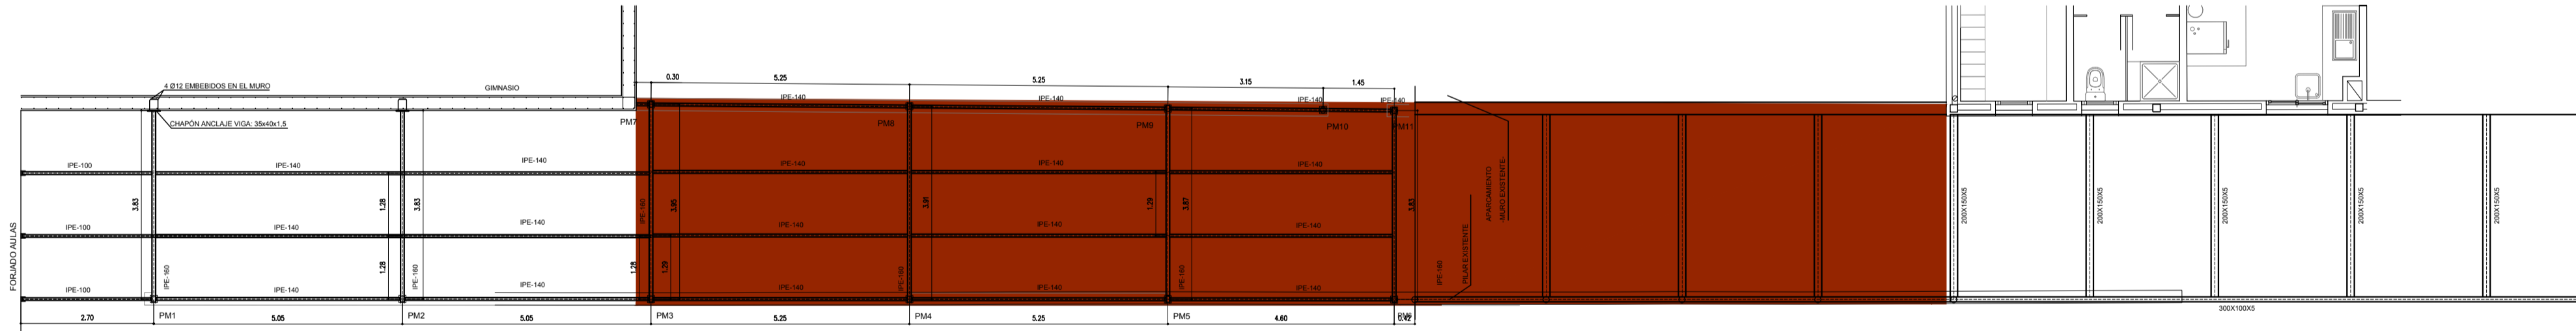 0.30
5.25
5.25
3.15
1.45
4 Ø12 EMBEBIDOS EN EL MURO
GIMNASIO
IPE-140
IPE-140
IPE-140
IPE-140
CHAPÓN ANCLAJE VIGA: 35x40x1,5
PM7
PM8
PM9
PM10
PM11
IPE-100
IPE-140
IPE-140
IPE-140
IPE-140
IPE-140
3.83
1.28
3.83
IPE-160
3.95
3.91
1.29
3.87
3.83
APARCAMIENTO
-MURO EXISTENTE-
200X150X5
200X150X5
200X150X5
200X150X5
200X150X5
FORJADO AULAS
IPE-100
IPE-140
IPE-140
IPE-140
IPE-140
IPE-140
IPE-160
1.28
IPE-160
1.28
1.29
IPE-160
IPE-160
IPE-160
PILAR EXISTENTE
IPE-100
IPE-140
IPE-140
IPE-140
IPE-140
IPE-140
300X100X5
2.70
PM1
5.05
PM2
5.05
PM3
5.25
PM4
5.25
PM5
4.60
0.42